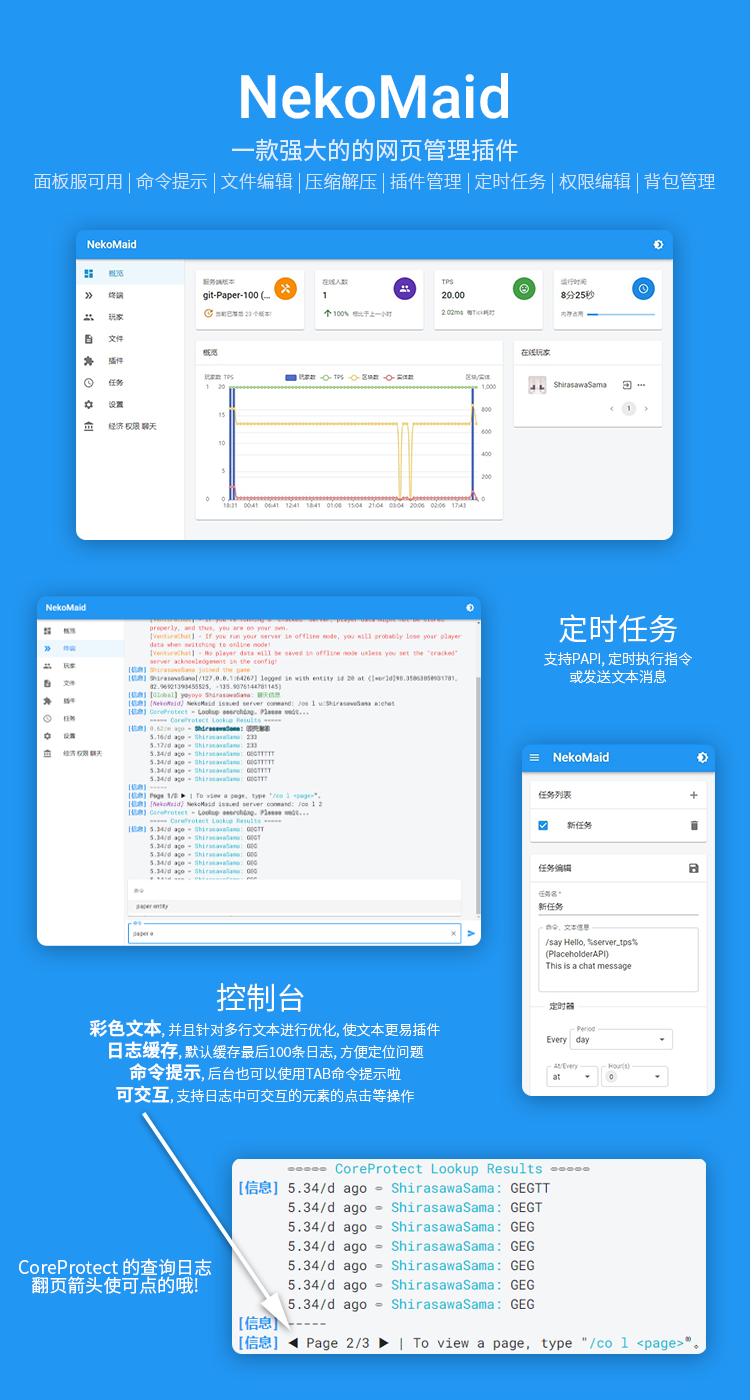 NekoMaid
一款强大的的网页管理插件
面板服可用 | 命令提示 | 文件编辑 | 压缩解压 | 插件管理 | 定时任务 | 权限编辑 | 背包管理
NekoMaid
概览
终端
玩家
文件
插件
任务
设置
经济 权限 聊天
服务端版本
git-Paper-100 (...
当前已落后 23 个版本!
在线人数
1
100% 相比于上一小时
TPS
20.00
2.02ms 每Tick耗时
运行时间
8分25秒
内存占用
概览
玩家数 TPS
玩家数 TPS 区块数 实体数
区块/实体
1 20 15 10 5 0 0
1,000 800 600 400 200 0
18:21 00:41 06:41 12:41 18:41 01:08 15:04 21:04 03:04 20:06 02:06 17:43
在线玩家
ShirasawaSama
1
NekoMaid
概览
终端
玩家
文件
插件
任务
设置
经济 权限 聊天
properly, and thus, you are on your own.
[VentureChat] - If you run your server in offline mode, you will probably lose your player
data when switching to online mode!
[VentureChat] - No player data will be saved in offline mode unless you set the "cracked"
server acknowledgement in the config!
[信息] ShirasawaSama joined the game
[信息] ShirasawaSama[/127.0.0.1:64267] logged in with entity id 20 at ([world]98.35063050931781,
82.96921398455525, -135.9376144781145)
[信息] [Global] yoyoyo ShirasawaSama: 聊天信息
[信息] [NekoMaid] NekoMaid issued server command: /co l u:ShirasawaSama a:chat
[信息] CoreProtect - Lookup searching. Please wait...
===== CoreProtect Lookup Results =====
[信息] 0.62/m ago - ShirasawaSama:
5.16/d ago - ShirasawaSama: 233
5.17/d ago - ShirasawaSama: 233
5.34/d ago - ShirasawaSama: GEGTTTTT
5.34/d ago - ShirasawaSama: GEGTTTTT
5.34/d ago - ShirasawaSama: GEGTTTT
5.34/d ago - ShirasawaSama: GEGTTTT
[信息] -----
[信息] Page 1/3 ▶ | To view a page, type "/co l <page>".
[信息] [NekoMaid] NekoMaid issued server command: /co l 2
[信息] CoreProtect - Lookup searching. Please wait...
===== CoreProtect Lookup Results =====
[信息] 5.34/d ago - ShirasawaSama: GEGTT
5.34/d ago - ShirasawaSama: GEGT
5.34/d ago - ShirasawaSama: GEG
5.34/d ago - ShirasawaSama: GEG
5.34/d ago - ShirasawaSama: GEG
5.34/d ago - ShirasawaSama: GEG
命令
paper entity
命令
paper e
定时任务
支持PAPI, 定时执行指令
或发送文本消息
NekoMaid
任务列表
新任务
任务编辑
任务名 *
新任务
命令、文本信息
/say Hello, %server_tps%
(PlaceholderAPI)
This is a chat message
定时器
Every
Period
day
At/Every
at
Hour(s)
0
控制台
彩色文本, 并且针对多行文本进行优化, 使文本更易插件
日志缓存, 默认缓存最后100条日志, 方便定位问题
命令提示, 后台也可以使用TAB命令提示啦
可交互, 支持日志中可交互的元素的点击等操作
===== CoreProtect Lookup Results =====
[信息] 5.34/d ago - ShirasawaSama: GEGTT
5.34/d ago - ShirasawaSama: GEGT
5.34/d ago - ShirasawaSama: GEG
5.34/d ago - ShirasawaSama: GEG
5.34/d ago - ShirasawaSama: GEG
5.34/d ago - ShirasawaSama: GEG
5.34/d ago - ShirasawaSama: GEG
[信息] -----
[信息] ◀ Page 2/3 ▶ | To view a page, type "/co l <page>".
CoreProtect 的查询日志
翻页箭头使可点的哦!